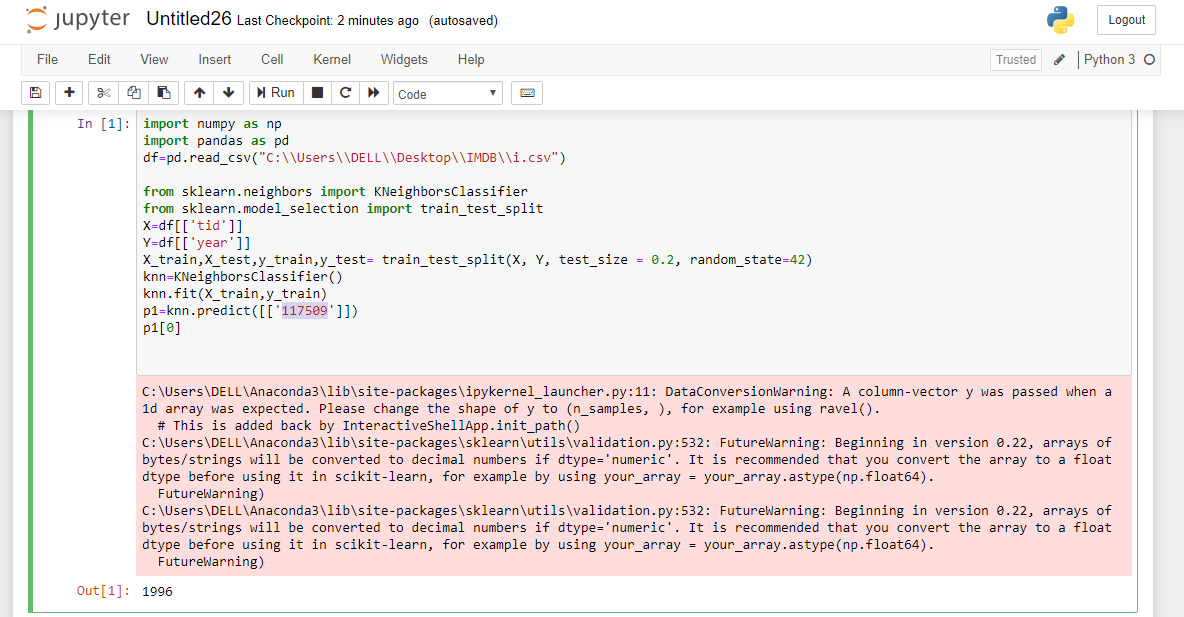 jupyter Untitled26 Last Checkpoint: 2 minutes ago (autosaved)
Logout
File Edit View Insert Cell Kernel Widgets Help Trusted Python 3
Run Code
In [1]: import numpy as np
import pandas as pd
df=pd.read_csv("C:\\Users\\DELL\\Desktop\\IMDB\\i.csv")
from sklearn.neighbors import KNeighborsClassifier
from sklearn.model_selection import train_test_split
X=df[['tid']]
Y=df[['year']]
X_train,X_test,y_train,y_test= train_test_split(X, Y, test_size = 0.2, random_state=42)
knn=KNeighborsClassifier()
knn.fit(X_train,y_train)
p1=knn.predict([['117509']])
p1[0]
C:\Users\DELL\Anaconda3\lib\site-packages\ipykernel_launcher.py:11: DataConversionWarning: A column-vector y was passed when a
1d array was expected. Please change the shape of y to (n_samples, ), for example using ravel().
# This is added back by InteractiveShellApp.init_path()
C:\Users\DELL\Anaconda3\lib\site-packages\sklearn\utils\validation.py:532: FutureWarning: Beginning in version 0.22, arrays of
bytes/strings will be converted to decimal numbers if dtype='numeric'. It is recommended that you convert the array to a float
dtype before using it in scikit-learn, for example by using your_array = your_array.astype(np.float64).
FutureWarning)
C:\Users\DELL\Anaconda3\lib\site-packages\sklearn\utils\validation.py:532: FutureWarning: Beginning in version 0.22, arrays of
bytes/strings will be converted to decimal numbers if dtype='numeric'. It is recommended that you convert the array to a float
dtype before using it in scikit-learn, for example by using your_array = your_array.astype(np.float64).
FutureWarning)
Out[1]: 1996